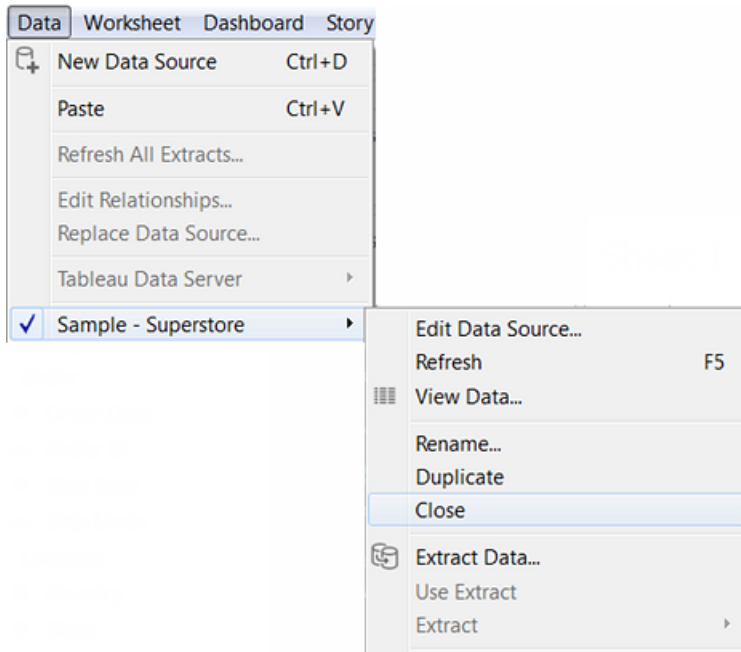 Data Worksheet Dashboard Story
New Data Source Ctrl+D
Paste Ctrl+V
Refresh All Extracts...
Edit Relationships...
Replace Data Source...
Tableau Data Server
Sample - Superstore
Edit Data Source...
Refresh F5
View Data...
Rename...
Duplicate
Close
Extract Data...
Use Extract
Extract